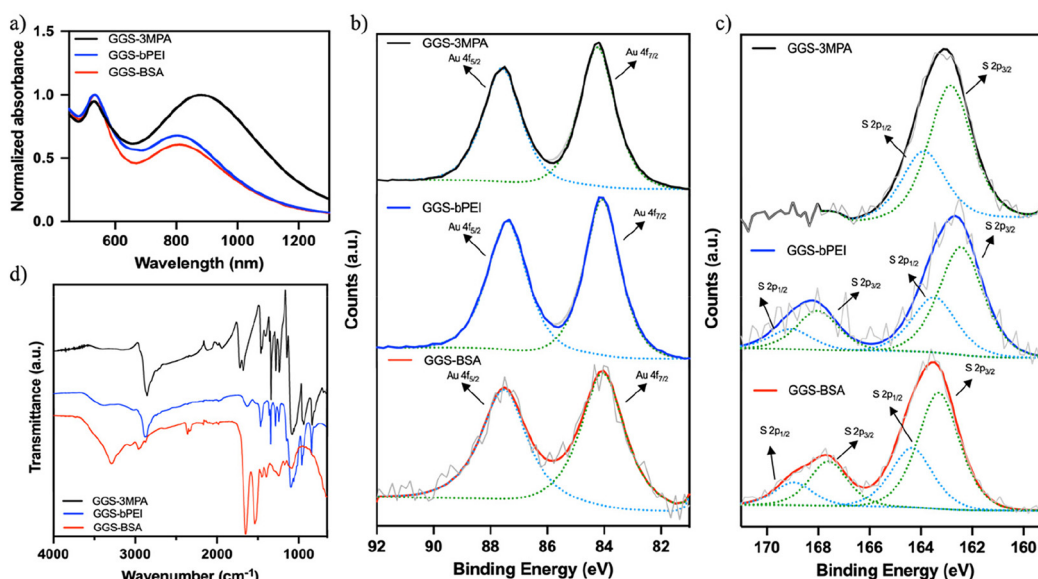 a)
1.5
1.0
0.5
0.0
Normalized absorbance
GGS-3MPA
GGS-bPEI
GGS-BSA
600
800
1000
1200
Wavelength (nm)
b)
GGS-3MPA
Au 4f5/2
Au 4f7/2
GGS-bPEI
Au 4f5/2
Au 4f7/2
GGS-BSA
Au 4f5/2
Au 4f7/2
Counts (a.u.)
92
90
88
86
84
82
Binding Energy (eV)
c)
GGS-3MPA
S 2p1/2
S 2p3/2
GGS-bPEI
S 2p1/2
S 2p3/2
S 2p1/2
S 2p3/2
GGS-BSA
S 2p1/2
S 2p3/2
S 2p1/2
S 2p3/2
Counts (a.u.)
170
168
166
164
162
160
Binding Energy (eV)
d)
Transmittance (a.u.)
GGS-3MPA
GGS-bPEI
GGS-BSA
4000
3000
2000
1000
Wavenumber (cm-1)